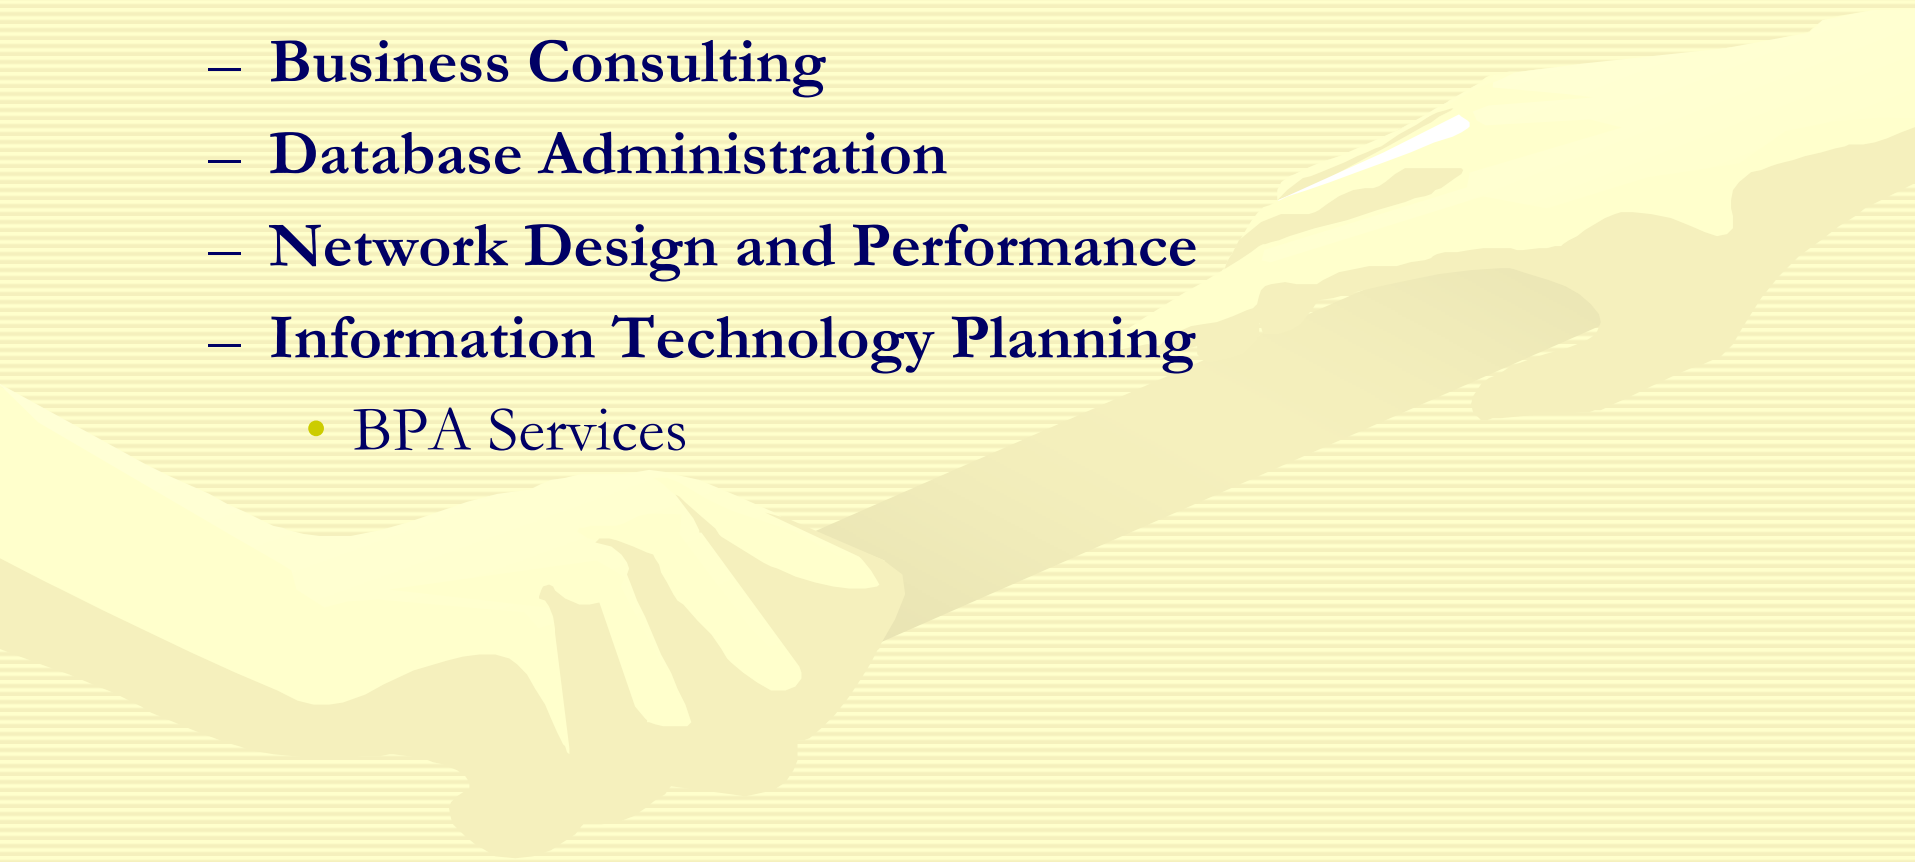 – Business Consulting
– Database Administration
– Network Design and Performance
– Information Technology Planning
• BPA Services